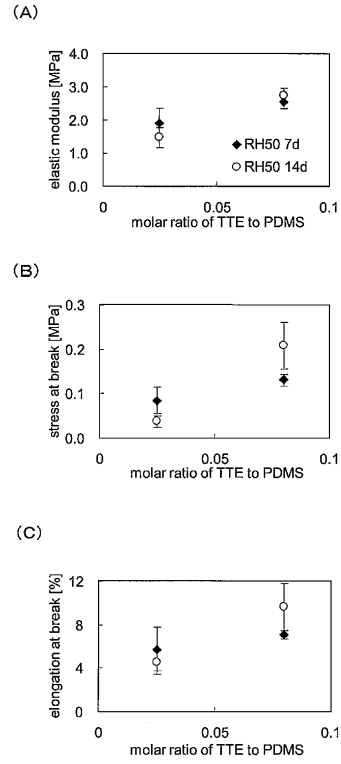 (A)
elastic modulus [MPa]
4.0
3.0
2.0
1.0
0.0
RH50 7d
RH50 14d
0
0.05
0.1
molar ratio of TTE to PDMS
(B)
stress at break [MPa]
0.3
0.2
0.1
0.0
0
0.05
0.1
molar ratio of TTE to PDMS
(C)
elongation at break [%]
12
8
4
0
0
0.05
0.1
molar ratio of TTE to PDMS